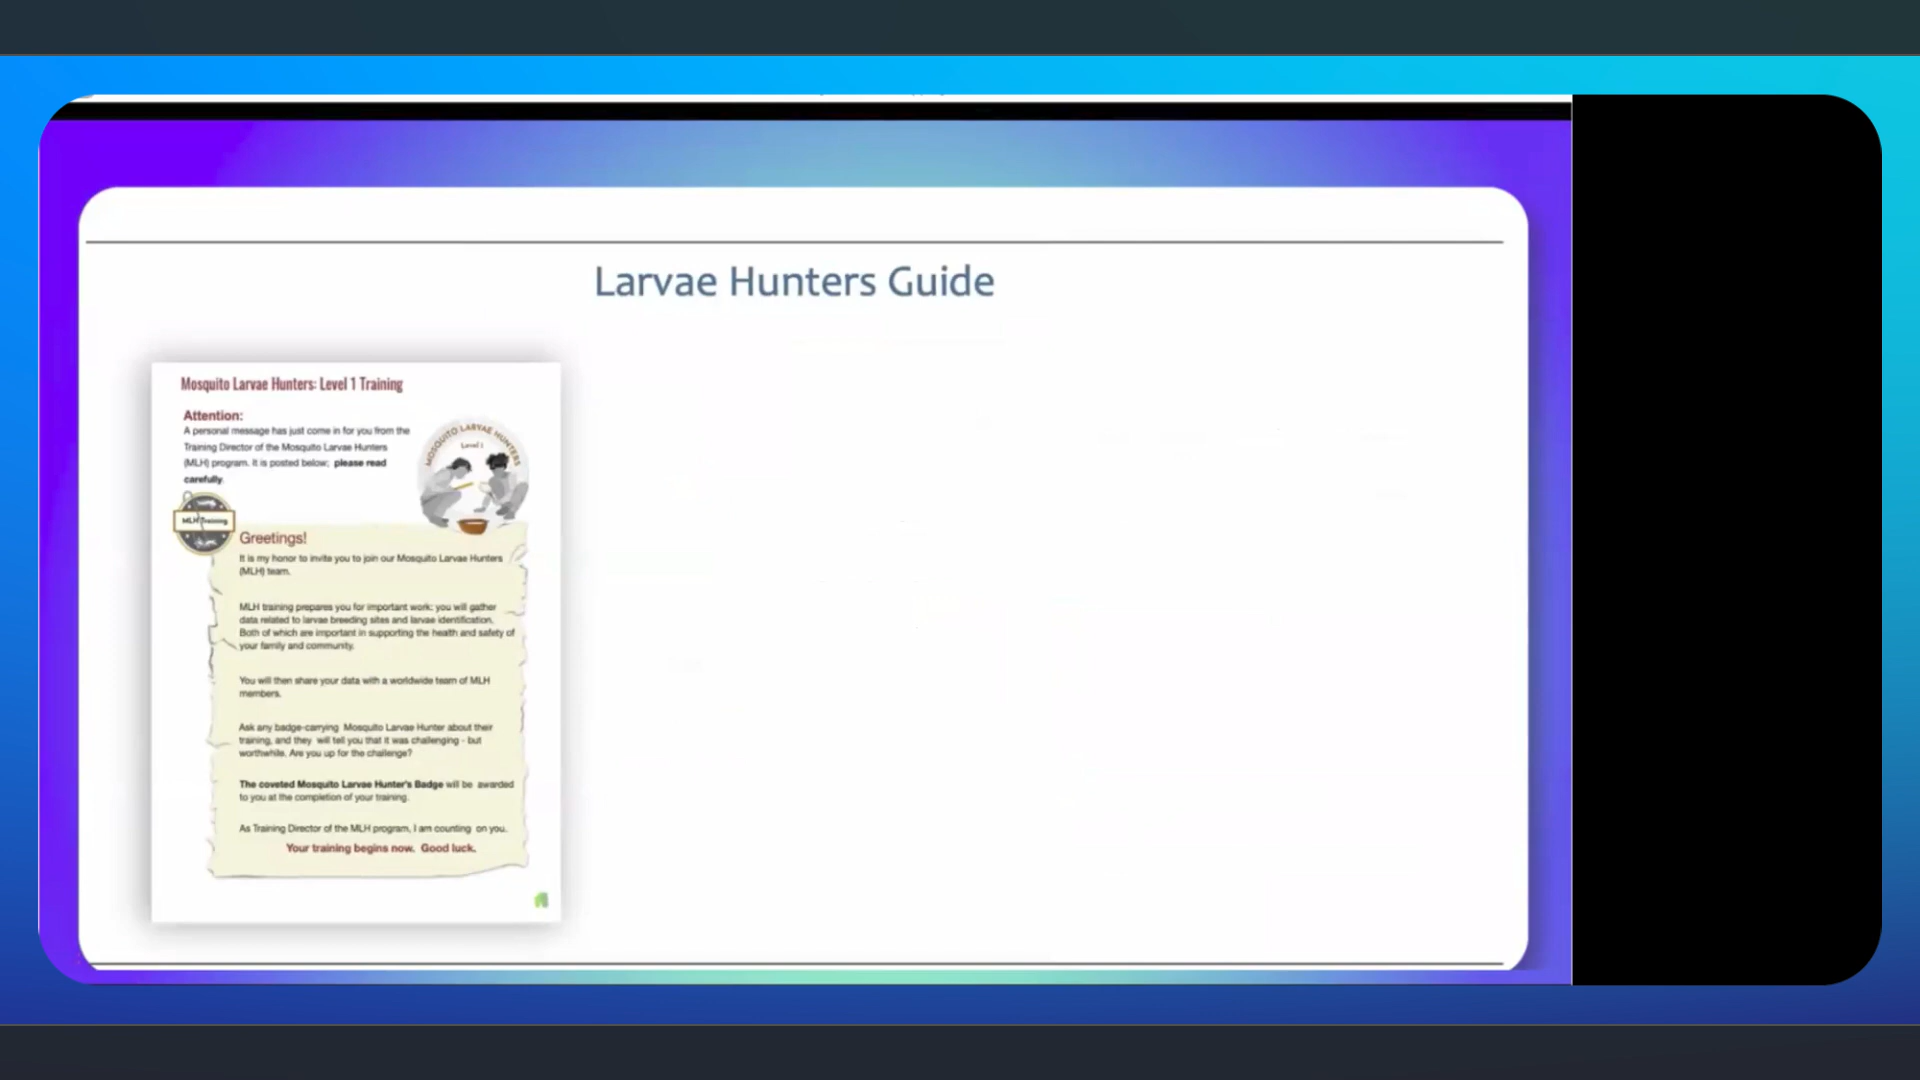 Larvae Hunters Guide
Mosquito Larvae Hunters: Level 1 Training
Attention:
A personal message has just come in for you from the
Training Director of the Mosquito Larvae Hunters
(MLH) program. It is posted below; please read
carefully.
MOSQUITO LARVAE HUNTERS
Level 1
MLH Training
Greetings!
It is my honor to invite you to join our Mosquito Larvae Hunters
(MLH) team.
MLH training prepares you for important work: you will gather
data related to larvae breeding sites and larvae identification.
Both of which are important in supporting the health and safety of
your family and community.
You will then share your data with a worldwide team of MLH
members.
Ask any badge-carrying Mosquito Larvae Hunter about their
training, and they will tell you that it was challenging - but
worthwhile. Are you up for the challenge?
The coveted Mosquito Larvae Hunter's Badge will be awarded
to you at the completion of your training.
As Training Director of the MLH program, I am counting on you.
Your training begins now. Good luck.